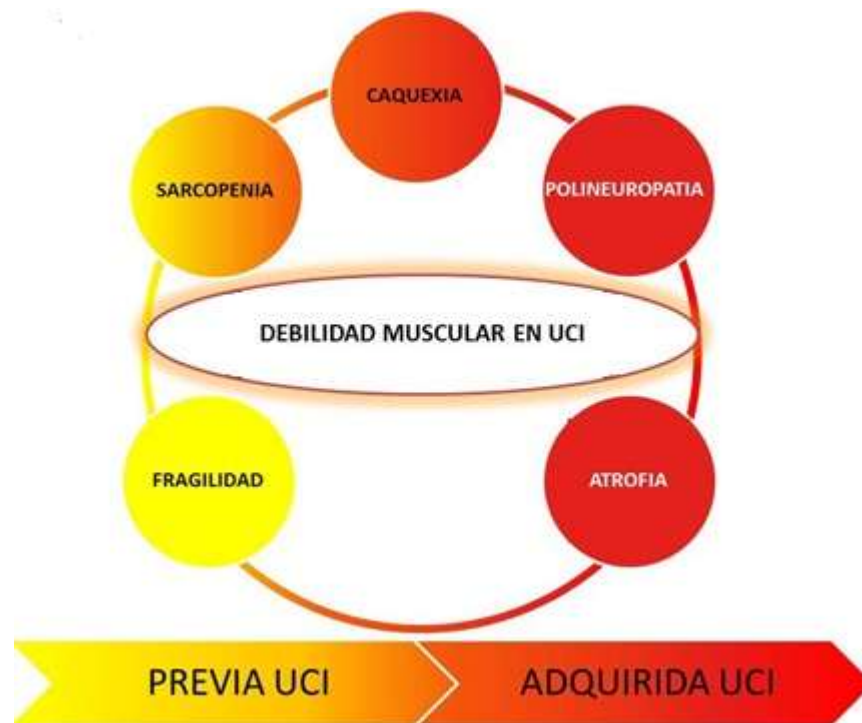 CAQUEXIA
SARCOPENIA
POLINEUROPATIA
DEBILIDAD MUSCULAR EN UCI
FRAGILIDAD
ATROFIA
PREVIA UCI
ADQUIRIDA UCI